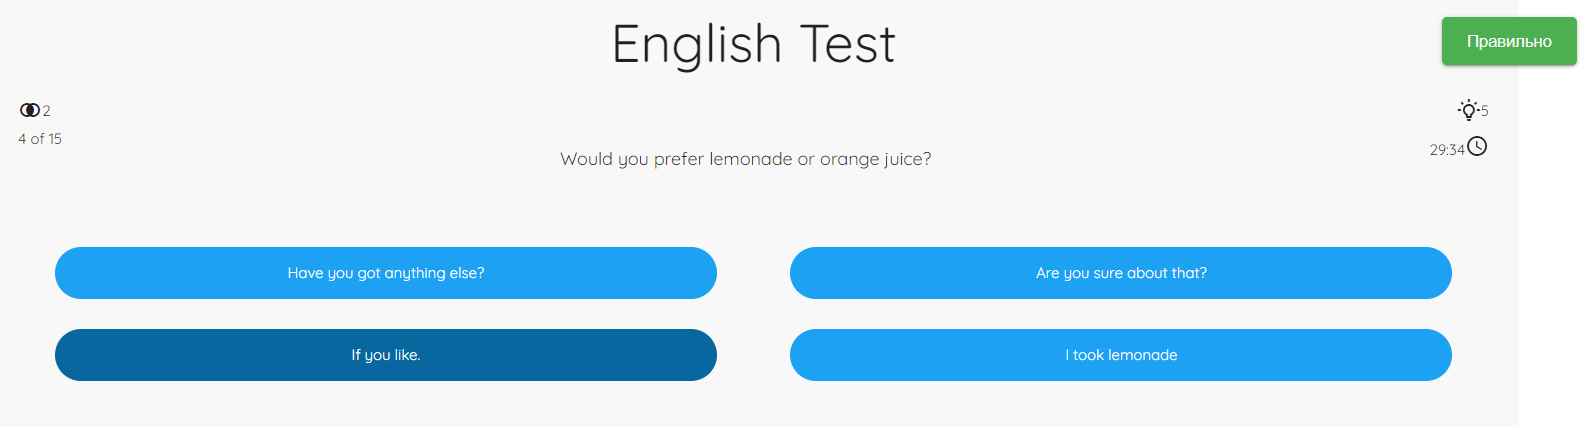 English Test
Правильно
2
5
4 of 15
29:34
Would you prefer lemonade or orange juice?
Have you got anything else?
Are you sure about that?
If you like.
I took lemonade